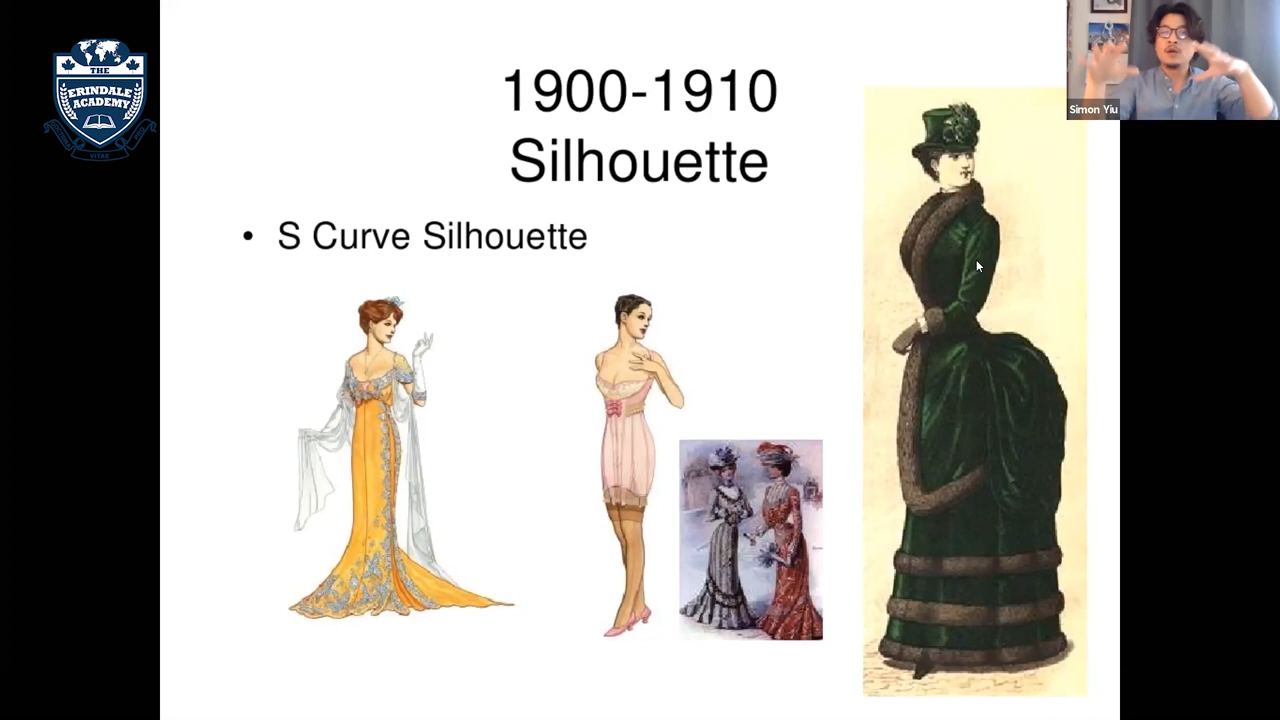 THE
ERINDALE
ACADEMY
VITAE
1900-1910
Silhouette
• S Curve Silhouette
Simon Yiu